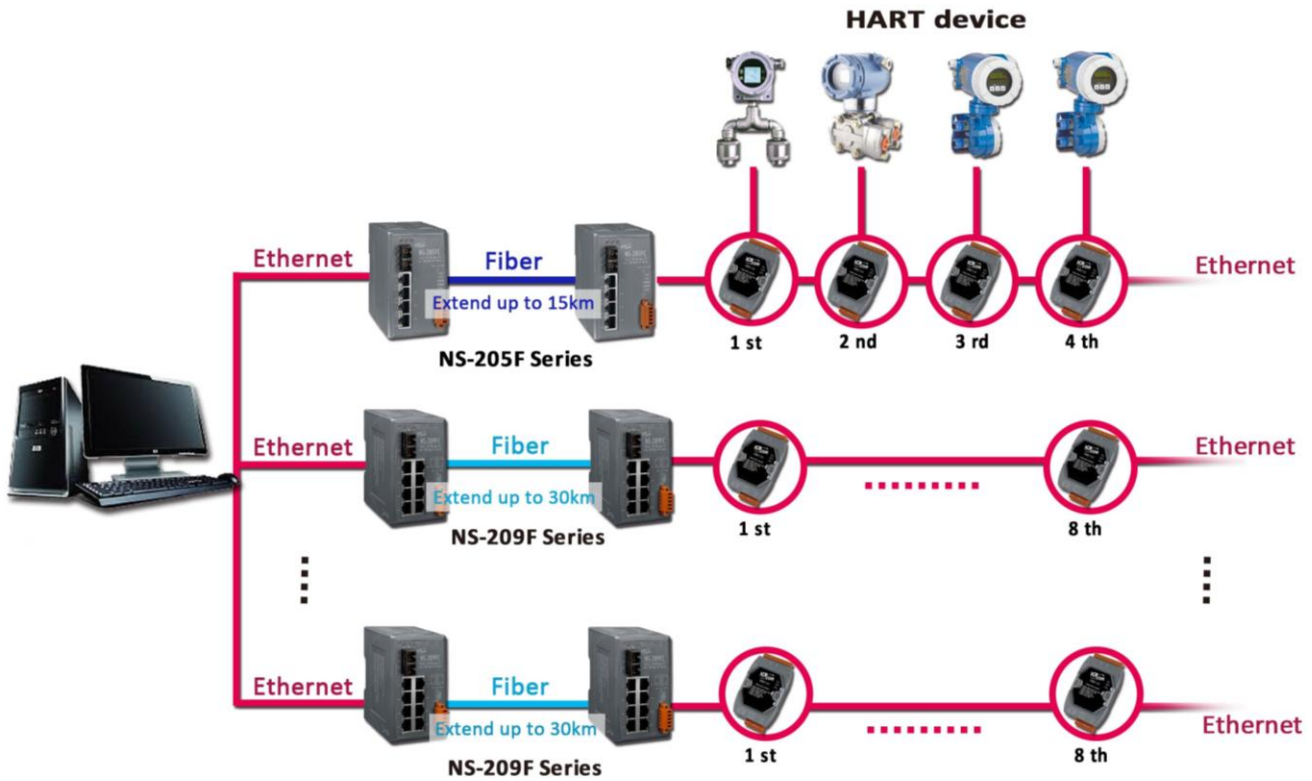 HART device
Ethernet
Fiber
Extend up to 15km
NS-205F Series
1 st
2 nd
3 rd
4 th
Ethernet
Ethernet
Fiber
Extend up to 30km
NS-209F Series
1 st
8 th
Ethernet
Ethernet
Fiber
Extend up to 30km
NS-209F Series
1 st
8 th
Ethernet